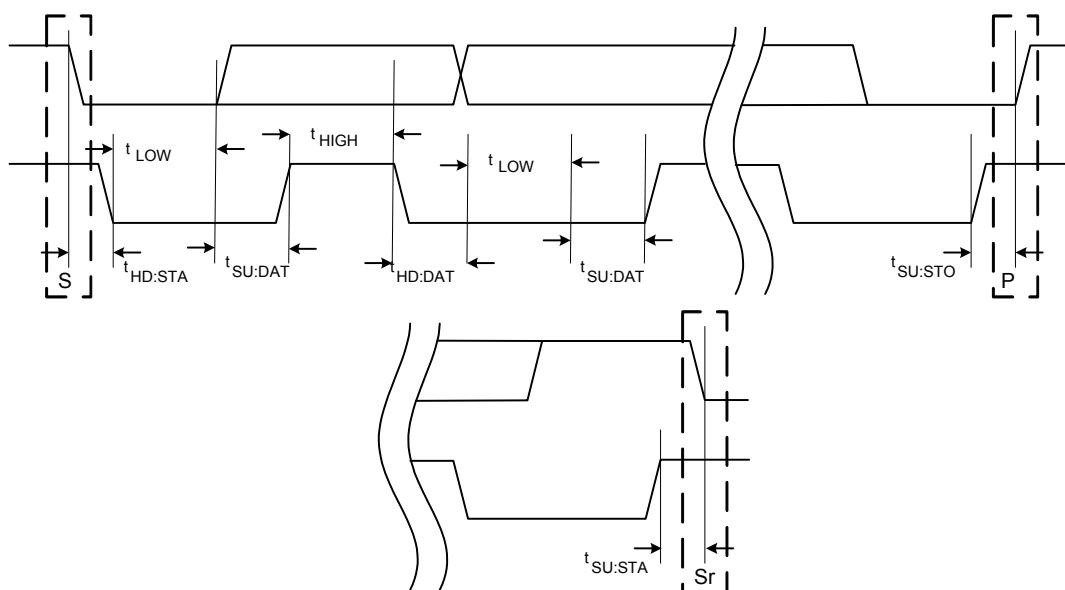 t LOW
t HIGH
t LOW
t HD:STA
t SU:DAT
t HD:DAT
t SU:DAT
t SU:STO
S
P
t SU:STA
Sr